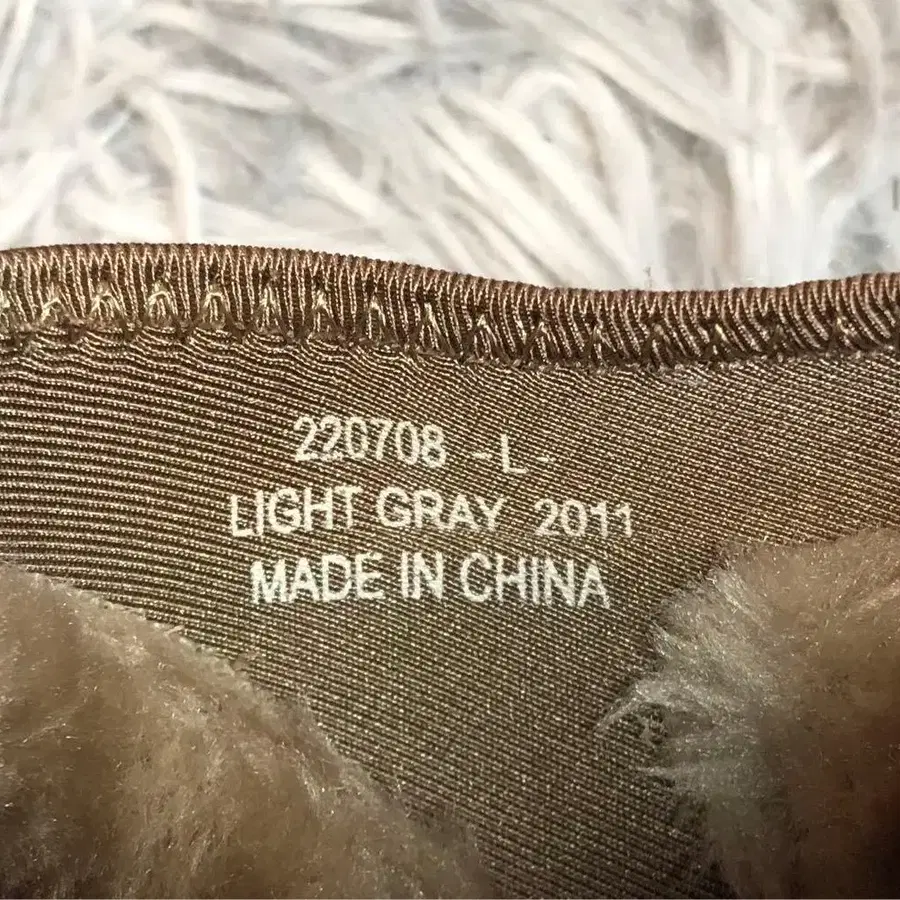 220708 -L-
LIGHT GRAY 2011
MADE IN CHINA